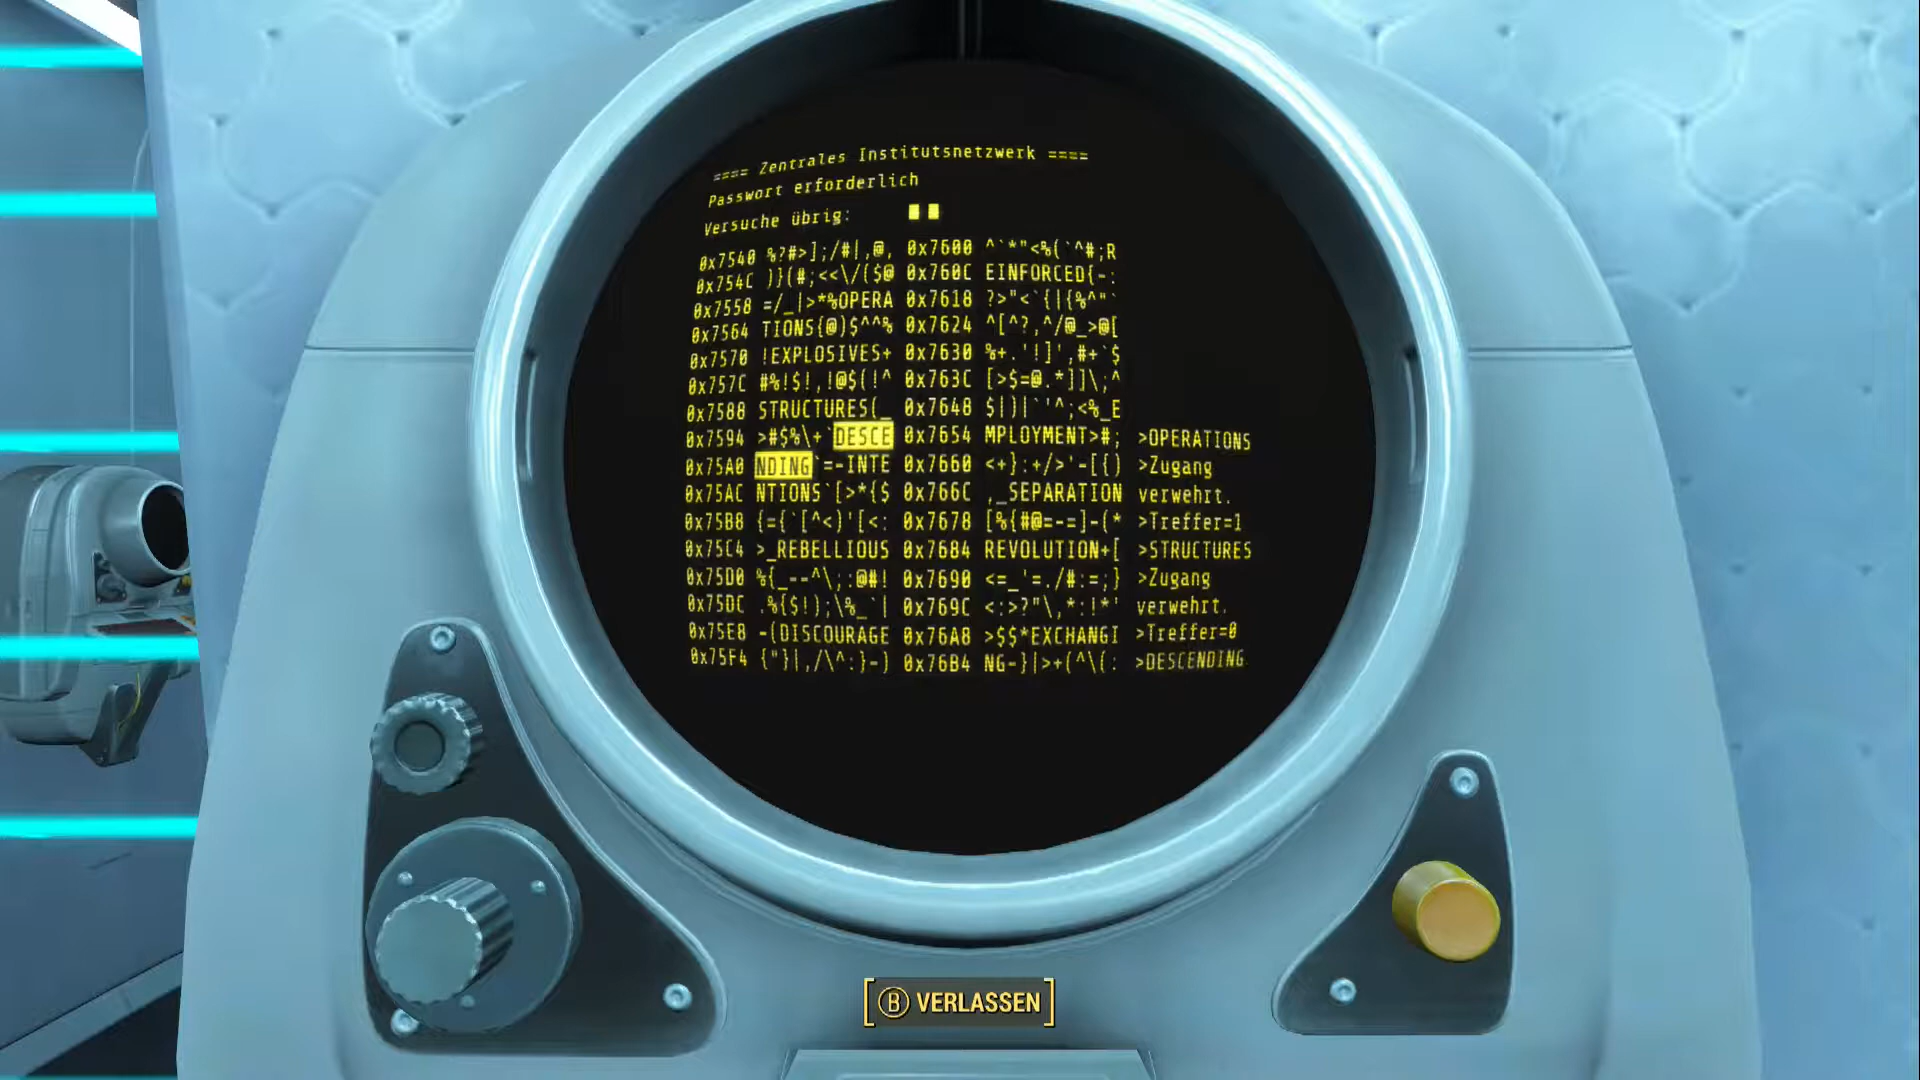 ==== Zentrales Institutsnetzwerk ====
Passwort erforderlich
Versuche übrig: ■ ■
0x7540 %?#>];/#|,@, 0x7600 ^`*"<%(`^#;R
0x754C )}(#;<<\/($@ 0x760C EINFORCED{-:
0x7558 =/_|>*%OPERA 0x7618 ?>"<`{|{%^"`
0x7564 TIONS{@)$^^% 0x7624 ^[^?,^/@_>@[
0x7570 !EXPLOSIVES+ 0x7630 %+.'!]',#+`$
0x757C #%!$!,!@$(!^ 0x763C [>$=@.*]]\;^
0x7588 STRUCTURES(_ 0x7648 $|)|`'^;<%_E
0x7594 >#$%\+`DESCE 0x7654 MPLOYMENT>#; >OPERATIONS
0x75A0 NDING`=-INTE 0x7660 <+}:+/>'-[{) >Zugang
0x75AC NTIONS`[>*{$ 0x766C ,_SEPARATION verwehrt.
0x75B8 {={`[^<)'[<: 0x7678 [%{#@=-=]-(* >Treffer=1
0x75C4 >_REBELLIOUS 0x7684 REVOLUTION+[ >STRUCTURES
0x75D0 %{_--^\;:@#! 0x7690 <=_'=./#:=;} >Zugang
0x75DC .%{$!);\%_`| 0x769C <:>?"\,*:!*' verwehrt.
0x75E8 -(DISCOURAGE 0x76A8 >$$*EXCHANGI >Treffer=0
0x75F4 {"}|,/\^:}-) 0x76B4 NG-}|>+(^\(: >DESCENDING
B VERLASSEN